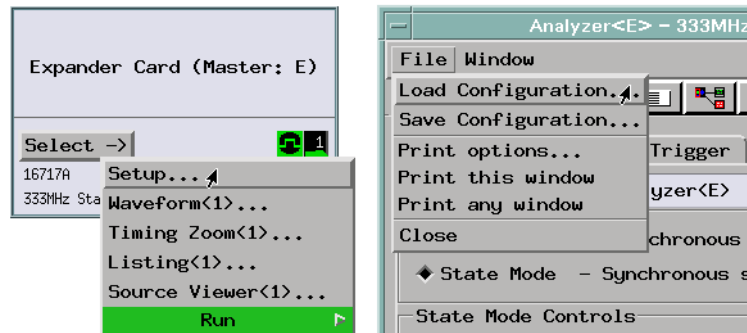 Expander Card (Master: E)
Select ->
1
16717A
333MHz Sta
Setup...
Waveform<1>...
Timing Zoom<1>...
Listing<1>...
Source Viewer<1>...
Run
Analyzer<E> - 333MHz
File Window
Load Configuration...
Save Configuration...
Print options...
Print this window
Print any window
Close
Trigger
yzer<E>
chronous
State Mode - Synchronous s
State Mode Controls